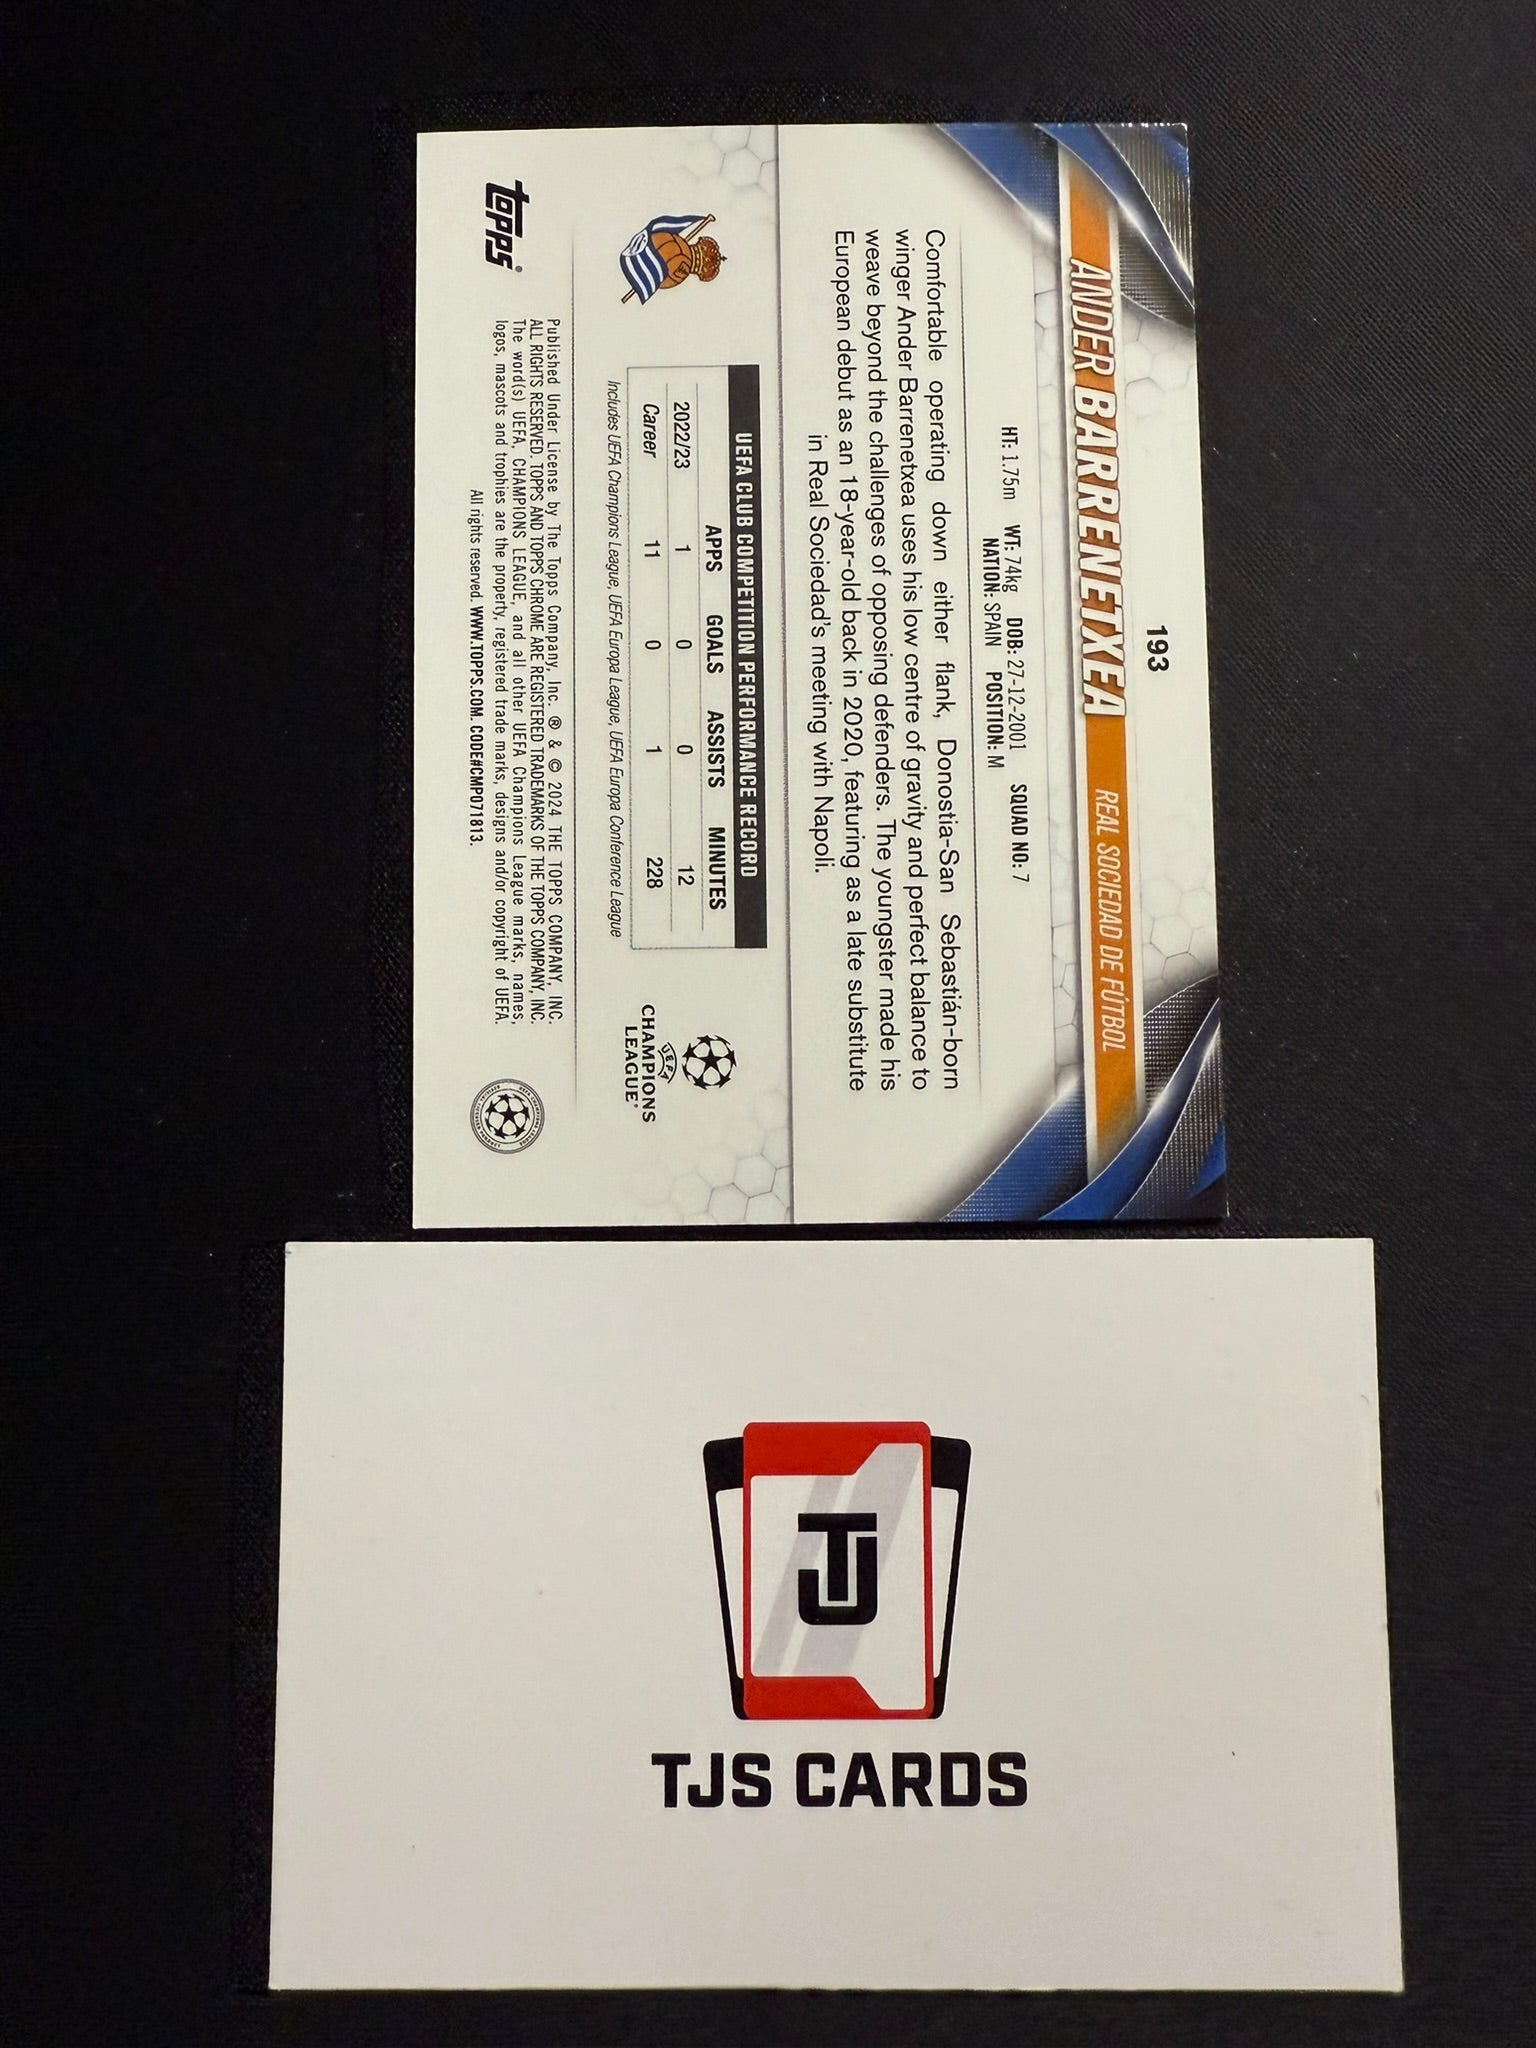 193
ANDER BARRENETXEA REAL SOCIEDAD DE FÚTBOL
HT: 1.75m WT: 74kg DOB: 27-12-2001 SQUAD NO: 7
NATION: SPAIN POSITION: M
Comfortable operating down either flank, Donostia-San Sebastián-born
winger Ander Barrenetxea uses his low centre of gravity and perfect balance to
weave beyond the challenges of opposing defenders. The youngster made his
European debut as an 18-year-old back in 2020, featuring as a late substitute
in Real Sociedad's meeting with Napoli.
UEFA CLUB COMPETITION PERFORMANCE RECORD
APPS GOALS ASSISTS MINUTES
2022/23 1 0 0 12
Career 11 0 1 228
Includes UEFA Champions League, UEFA Europa League, UEFA Europa Conference League
UEFA
CHAMPIONS
LEAGUE®
topps®
Published Under License by The Topps Company, Inc. ® & © 2024 THE TOPPS COMPANY, INC.
ALL RIGHTS RESERVED. TOPPS AND TOPPS CHROME ARE REGISTERED TRADEMARKS OF THE TOPPS COMPANY, INC.
The word(s) UEFA, CHAMPIONS LEAGUE, and all other UEFA Champions League marks, names,
logos, mascots and trophies are the property, registered trade marks, designs and/or copyright of UEFA.
All rights reserved. WWW.TOPPS.COM. CODE#CMP071813.
TJ
TJS CARDS